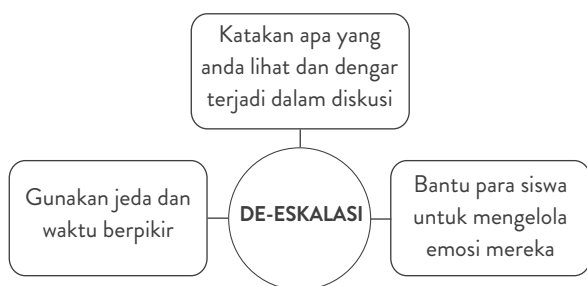 Katakan apa yang
anda lihat dan dengar
terjadi dalam diskusi
Gunakan jeda dan
waktu berpikir
DE-ESKALASI
Bantu para siswa
untuk mengelola
emosi mereka